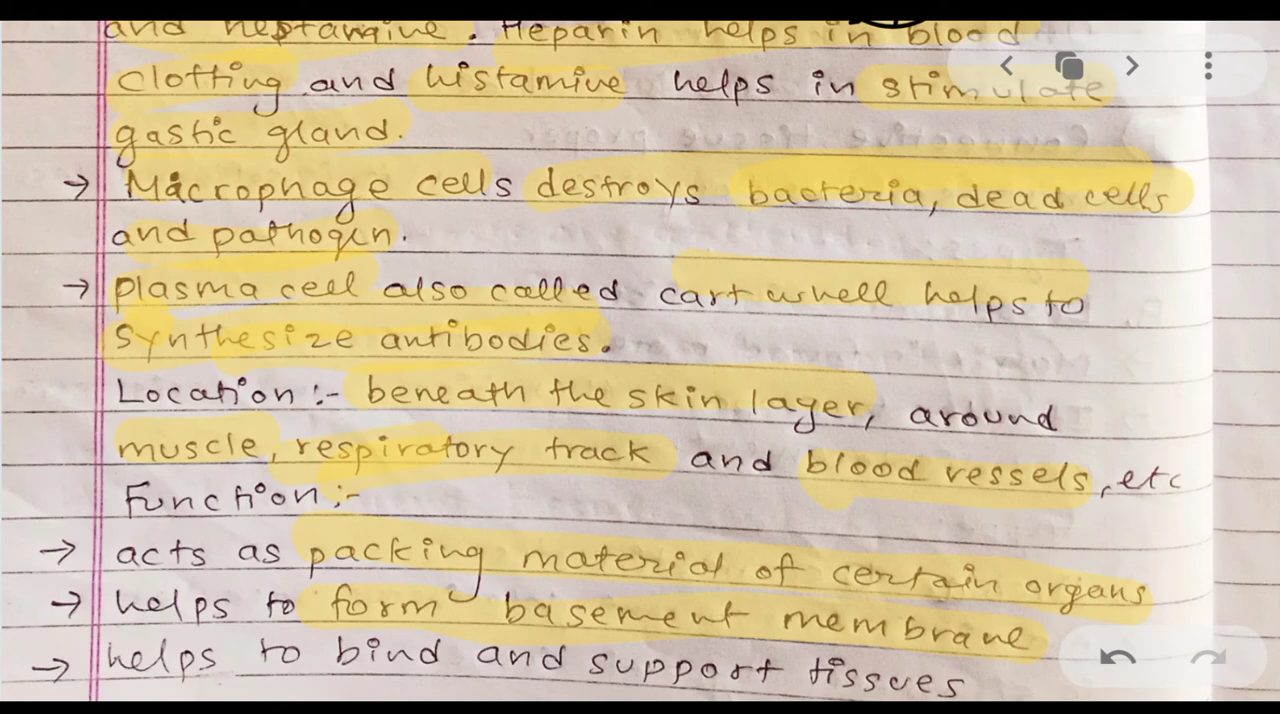 and heptamine. Heparin helps in blood
clotting and histamine helps in stimulate
gastic gland.
→ Macrophage cells destroys bacteria, dead cells
and pathogen.
→ Plasma cell also called cart whell helps to
synthesize antibodies.
Location :- beneath the skin layer, around
muscle, respiratory track and blood vessels, etc
Function :-
→ acts as packing material of certain organs
→ helps to form basement membrane
→ helps to bind and support tissues